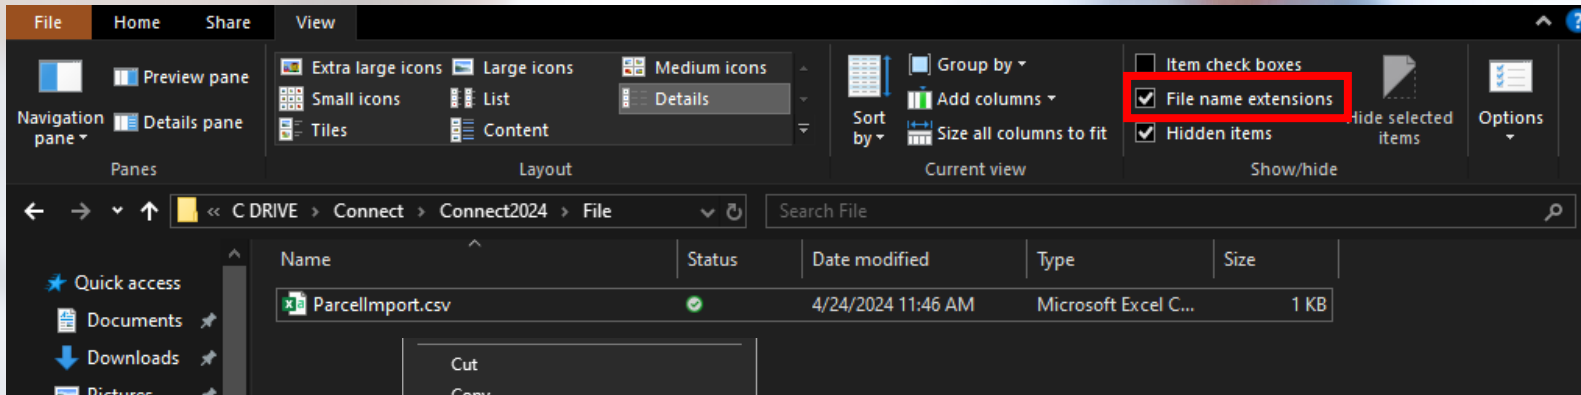 File Home Share View
Extra large icons Large icons Medium icons
Small icons List Details
Tiles Content
Navigation pane
Preview pane
Details pane
Panes
Layout
Sort by
Group by
Add columns
Size all columns to fit
Current view
Item check boxes
File name extensions
Hidden items
Hide selected items
Show/hide
Options
« C DRIVE > Connect > Connect2024 > File
Search File
Name Status Date modified Type Size
Quick access
Documents
Downloads
Pictures
ParcelImport.csv 4/24/2024 11:46 AM Microsoft Excel C... 1 KB
Cut
Copy